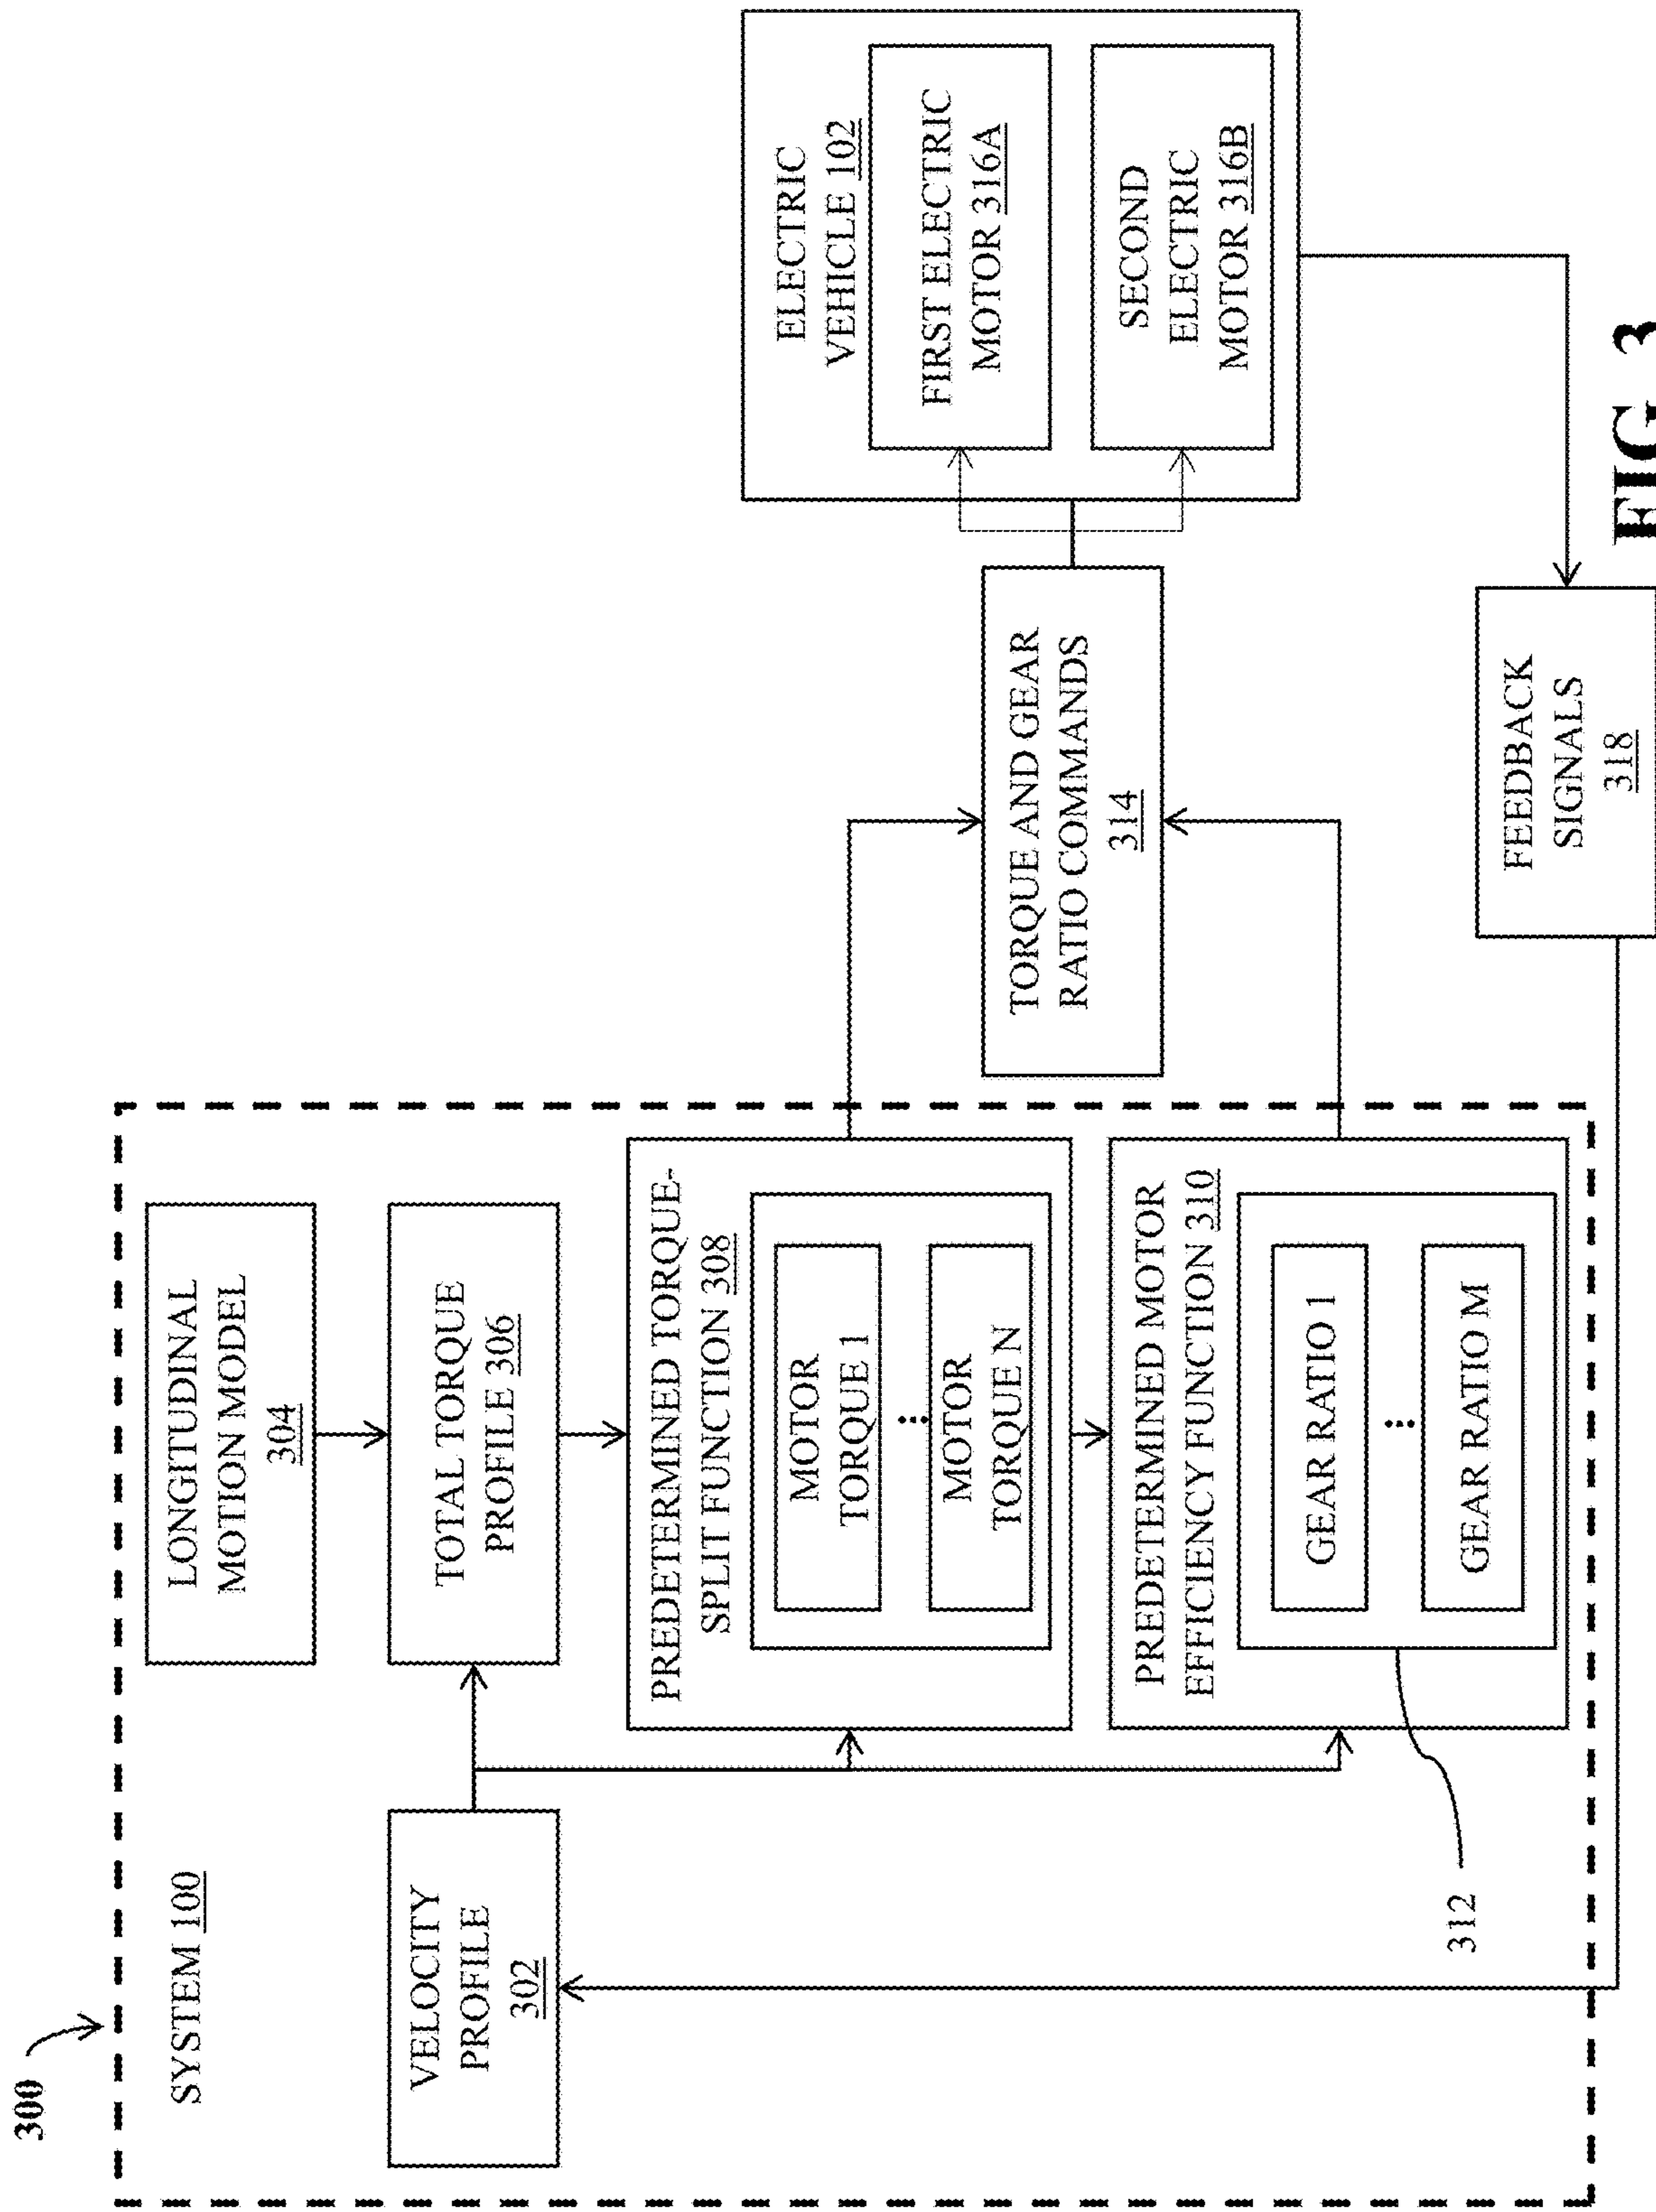 300
SYSTEM 100
LONGITUDINAL
MOTION MODEL
304
VELOCITY
PROFILE
302
TOTAL TORQUE
PROFILE 306
PREDETERMINED TORQUE-
SPLIT FUNCTION 308
MOTOR
TORQUE 1
...
MOTOR
TORQUE N
PREDETERMINED MOTOR
EFFICIENCY FUNCTION 310
GEAR RATIO 1
...
GEAR RATIO M
312
TORQUE AND GEAR
RATIO COMMANDS
314
ELECTRIC
VEHICLE 102
FIRST ELECTRIC
MOTOR 316A
SECOND
ELECTRIC
MOTOR 316B
FEEDBACK
SIGNALS
318
FIG. 3